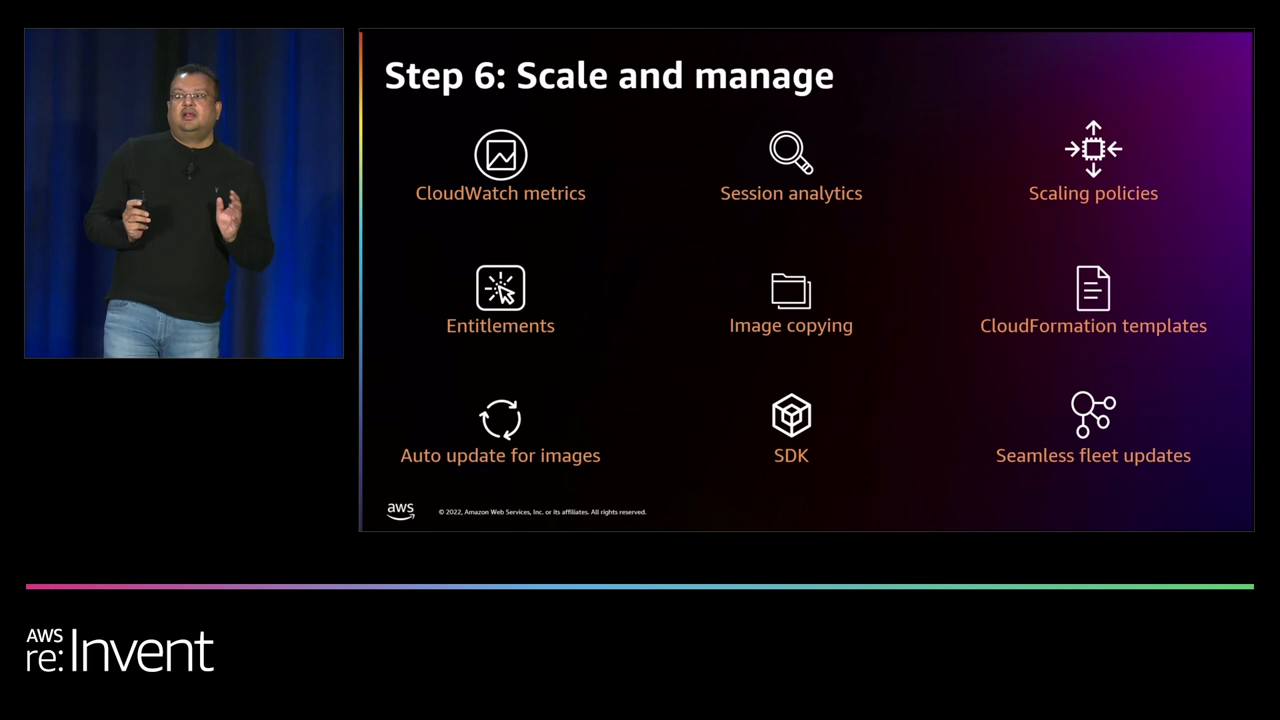 Step 6: Scale and manage
CloudWatch metrics
Session analytics
Scaling policies
Entitlements
Image copying
CloudFormation templates
Auto update for images
SDK
Seamless fleet updates
aws
© 2022, Amazon Web Services, Inc. or its affiliates. All rights reserved.
AWS
re:Invent